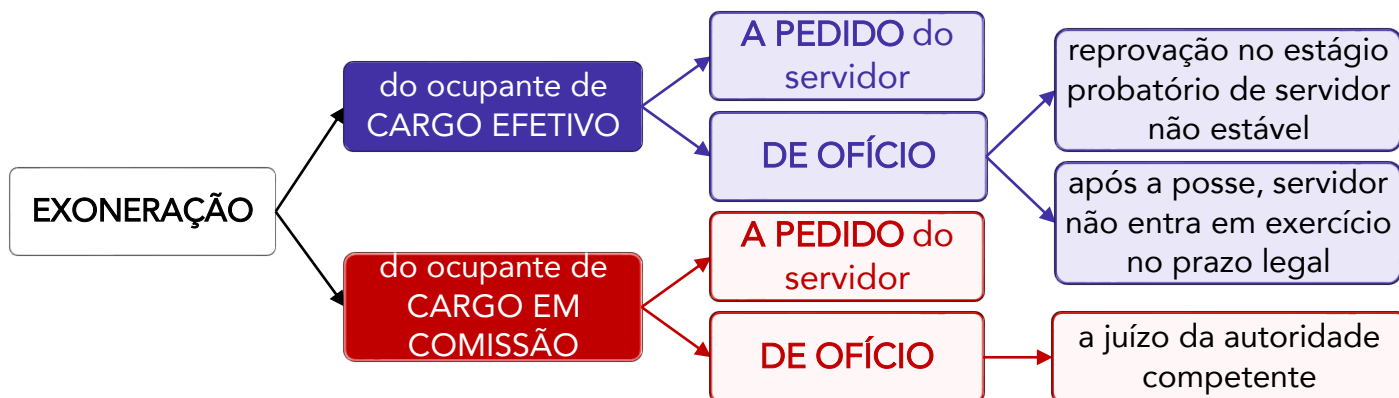 EXONERAÇÃO
do ocupante de
CARGO EFETIVO
A PEDIDO do
servidor
DE OFÍCIO
reprovação no estágio
probatório de servidor
não estável
após a posse, servidor
não entra em exercício
no prazo legal
do ocupante de
CARGO EM
COMISSÃO
A PEDIDO do
servidor
DE OFÍCIO
a juízo da autoridade
competente